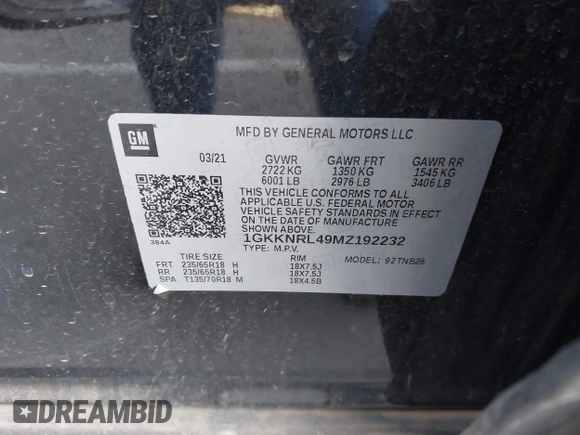 GM
MFD BY GENERAL MOTORS LLC
03/21 GVWR GAWR FRT GAWR RR
2722 KG 1350 KG 1545 KG
6001 LB 2976 LB 3406 LB
THIS VEHICLE CONFORMS TO ALL
APPLICABLE U.S. FEDERAL MOTOR
VEHICLE SAFETY STANDARDS IN EFFECT
ON THE DATE OF MANUFACTURE
SHOWN ABOVE.
384A 1GKKNRL49MZ192232
TYPE: M.P.V. MODEL: 92TNB26
TIRE SIZE RIM
FRT 235/65R18 H 18X7.5J
RR 235/65R18 H 18X7.5J
SPA T135/70R18 M 18X4.5B
DREAMBID